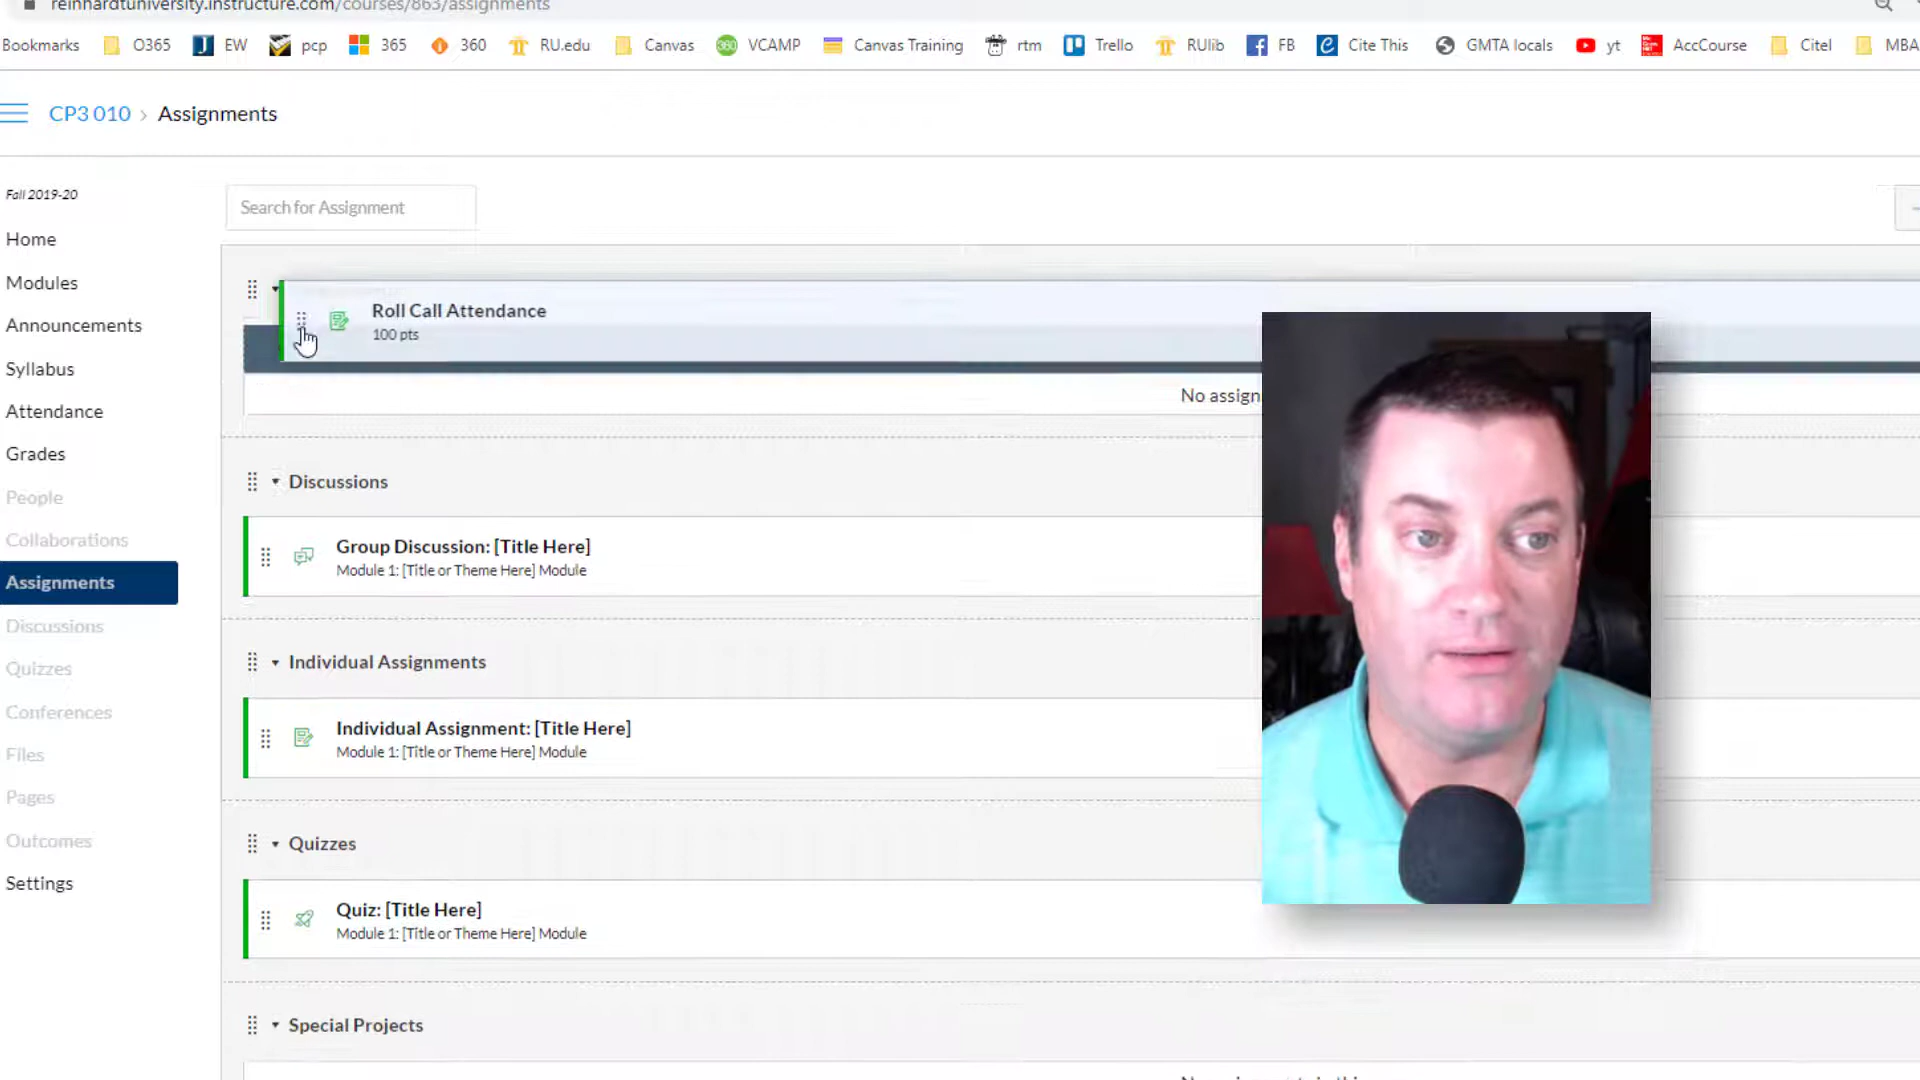 reinhardtuniversity.instructure.com/courses/863/assignments
Bookmarks O365 EW pcp 365 360 RU.edu Canvas VCAMP Canvas Training rtm Trello RUlib FB Cite This GMTA locals yt AccCourse Citel MBA
CP3 010 › Assignments
Fall 2019-20
Search for Assignment
Home
Modules
Announcements
Syllabus
Attendance
Grades
People
Collaborations
Assignments
Discussions
Quizzes
Conferences
Files
Pages
Outcomes
Settings
Roll Call Attendance
100 pts
No assign
Discussions
Group Discussion: [Title Here]
Module 1: [Title or Theme Here] Module
Individual Assignments
Individual Assignment: [Title Here]
Module 1: [Title or Theme Here] Module
Quizzes
Quiz: [Title Here]
Module 1: [Title or Theme Here] Module
Special Projects